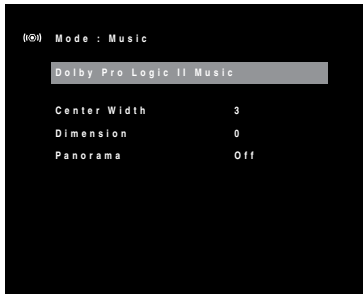 Mode : Music
Dolby Pro Logic II Music
Center Width 3
Dimension 0
Panorama Off